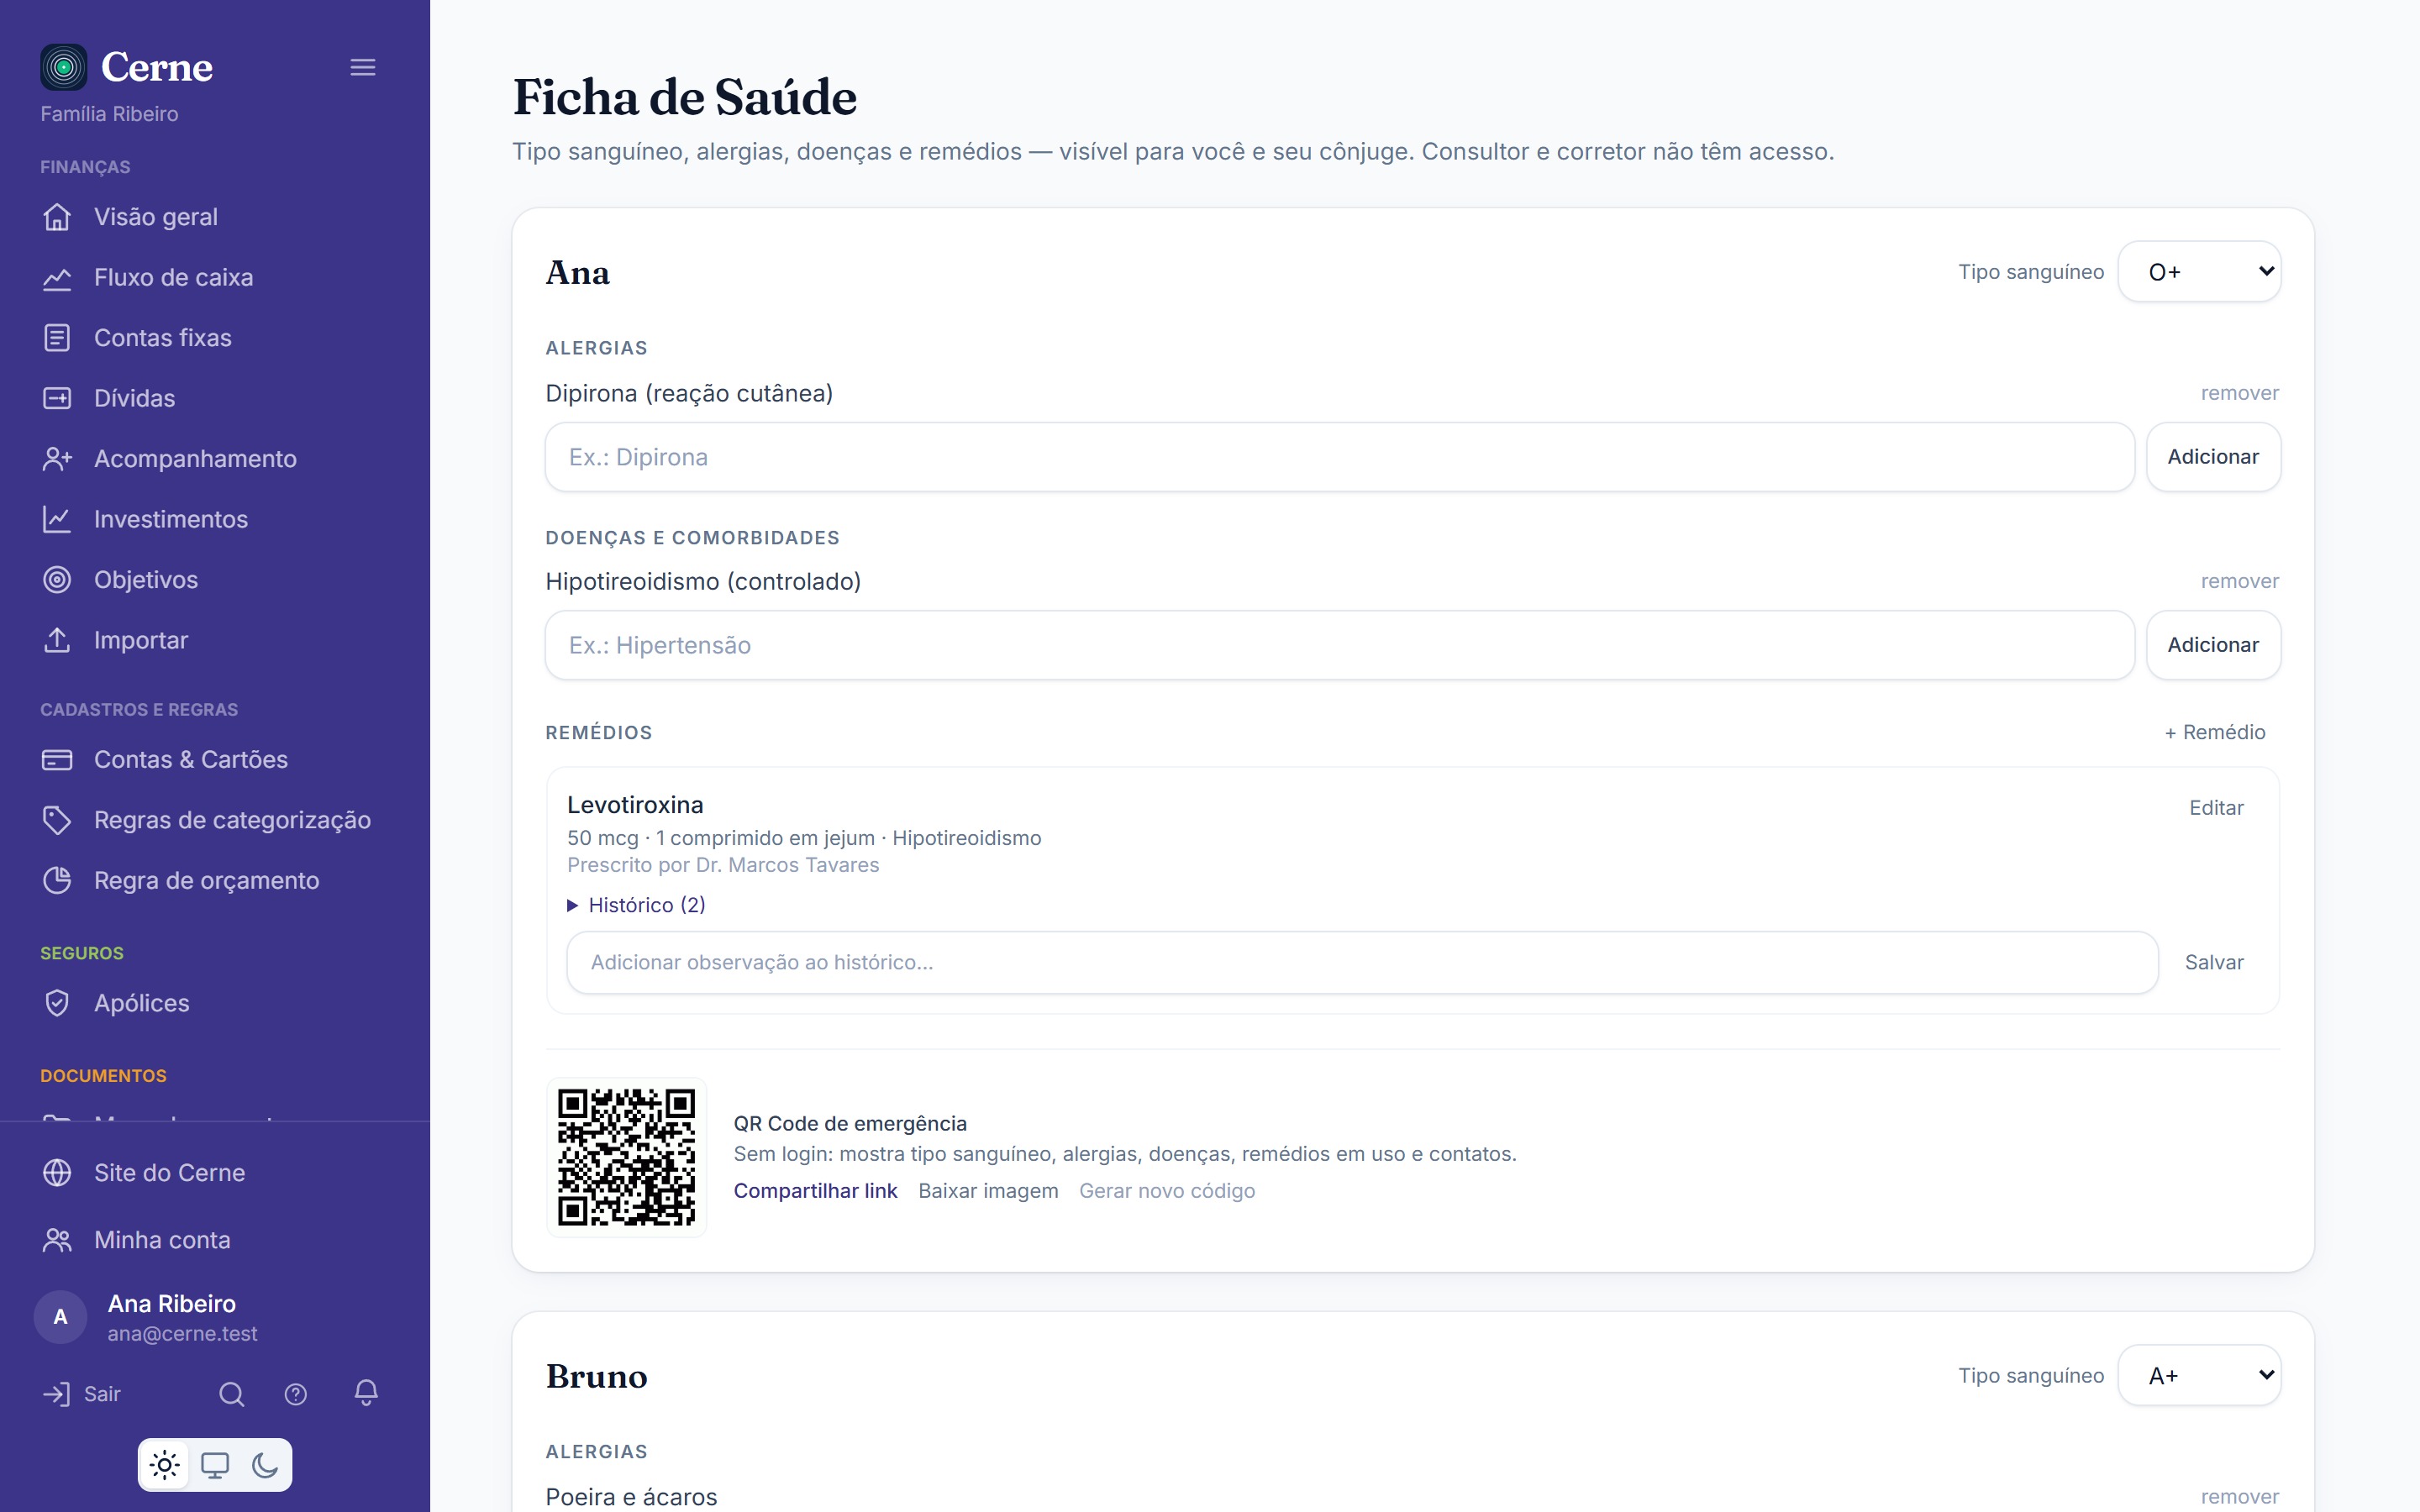 Cerne
Família Ribeiro
FINANÇAS
Visão geral
Fluxo de caixa
Contas fixas
Dívidas
Acompanhamento
Investimentos
Objetivos
Importar
CADASTROS E REGRAS
Contas & Cartões
Regras de categorização
Regra de orçamento
SEGUROS
Apólices
DOCUMENTOS
Site do Cerne
Minha conta
A
Ana Ribeiro
ana@cerne.test
Sair
Ficha de Saúde
Tipo sanguíneo, alergias, doenças e remédios — visível para você e seu cônjuge. Consultor e corretor não têm acesso.
Ana
Tipo sanguíneo O+
ALERGIAS
Dipirona (reação cutânea) remover
Ex.: Dipirona Adicionar
DOENÇAS E COMORBIDADES
Hipotireoidismo (controlado) remover
Ex.: Hipertensão Adicionar
REMÉDIOS + Remédio
Levotiroxina Editar
50 mcg · 1 comprimido em jejum · Hipotireoidismo
Prescrito por Dr. Marcos Tavares
Histórico (2)
Adicionar observação ao histórico... Salvar
QR Code de emergência
Sem login: mostra tipo sanguíneo, alergias, doenças, remédios em uso e contatos.
Compartilhar link Baixar imagem Gerar novo código
Bruno
Tipo sanguíneo A+
ALERGIAS
Poeira e ácaros remover